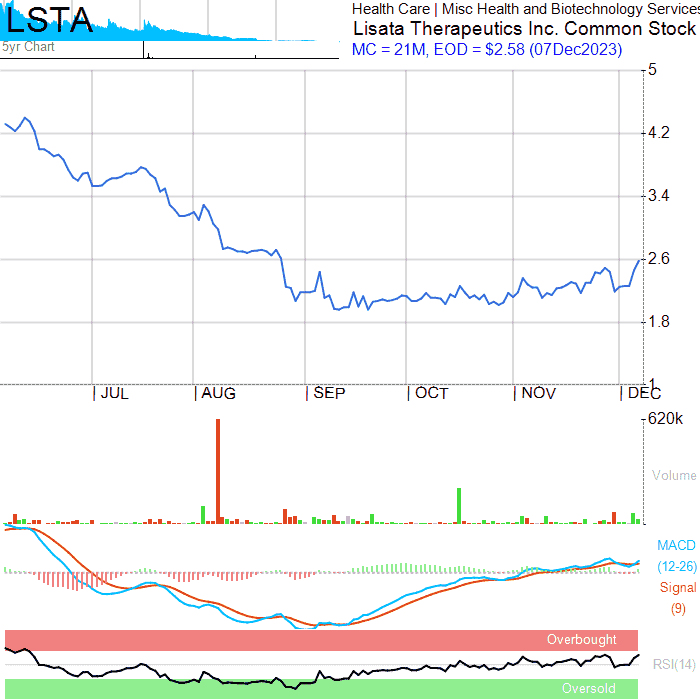 LSTA
5yr Chart
Health Care | Misc Health and Biotechnology Services
Lisata Therapeutics Inc. Common Stock
MC = 21M, EOD = $2.58 (07Dec2023)
5
4.2
3.4
2.6
1.8
1
JUL
AUG
SEP
OCT
NOV
DEC
620k
Volume
MACD
(12-26)
Signal
(9)
Overbought
RSI(14)
Oversold